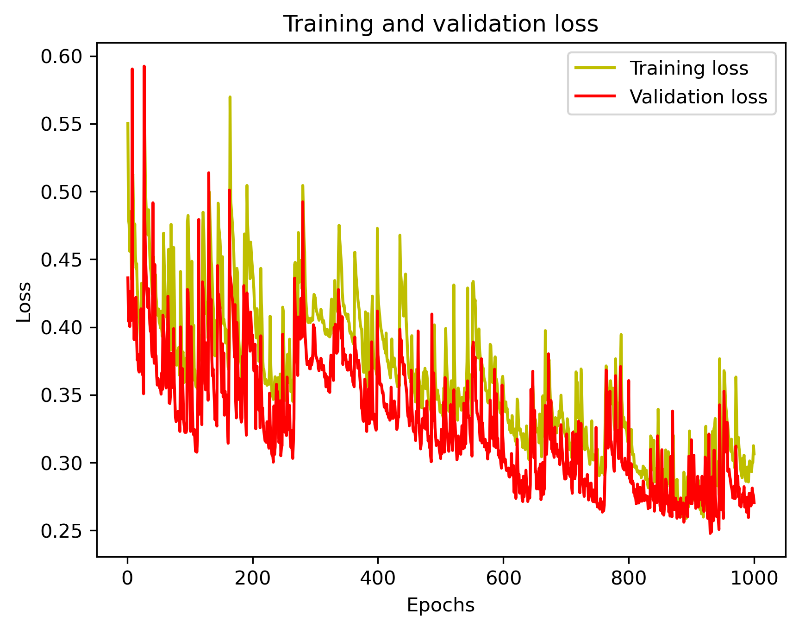 Training and validation loss
Training loss
Validation loss
0.60
0.55
0.50
0.45
0.40
0.35
0.30
0.25
Loss
0 200 400 600 800 1000
Epochs